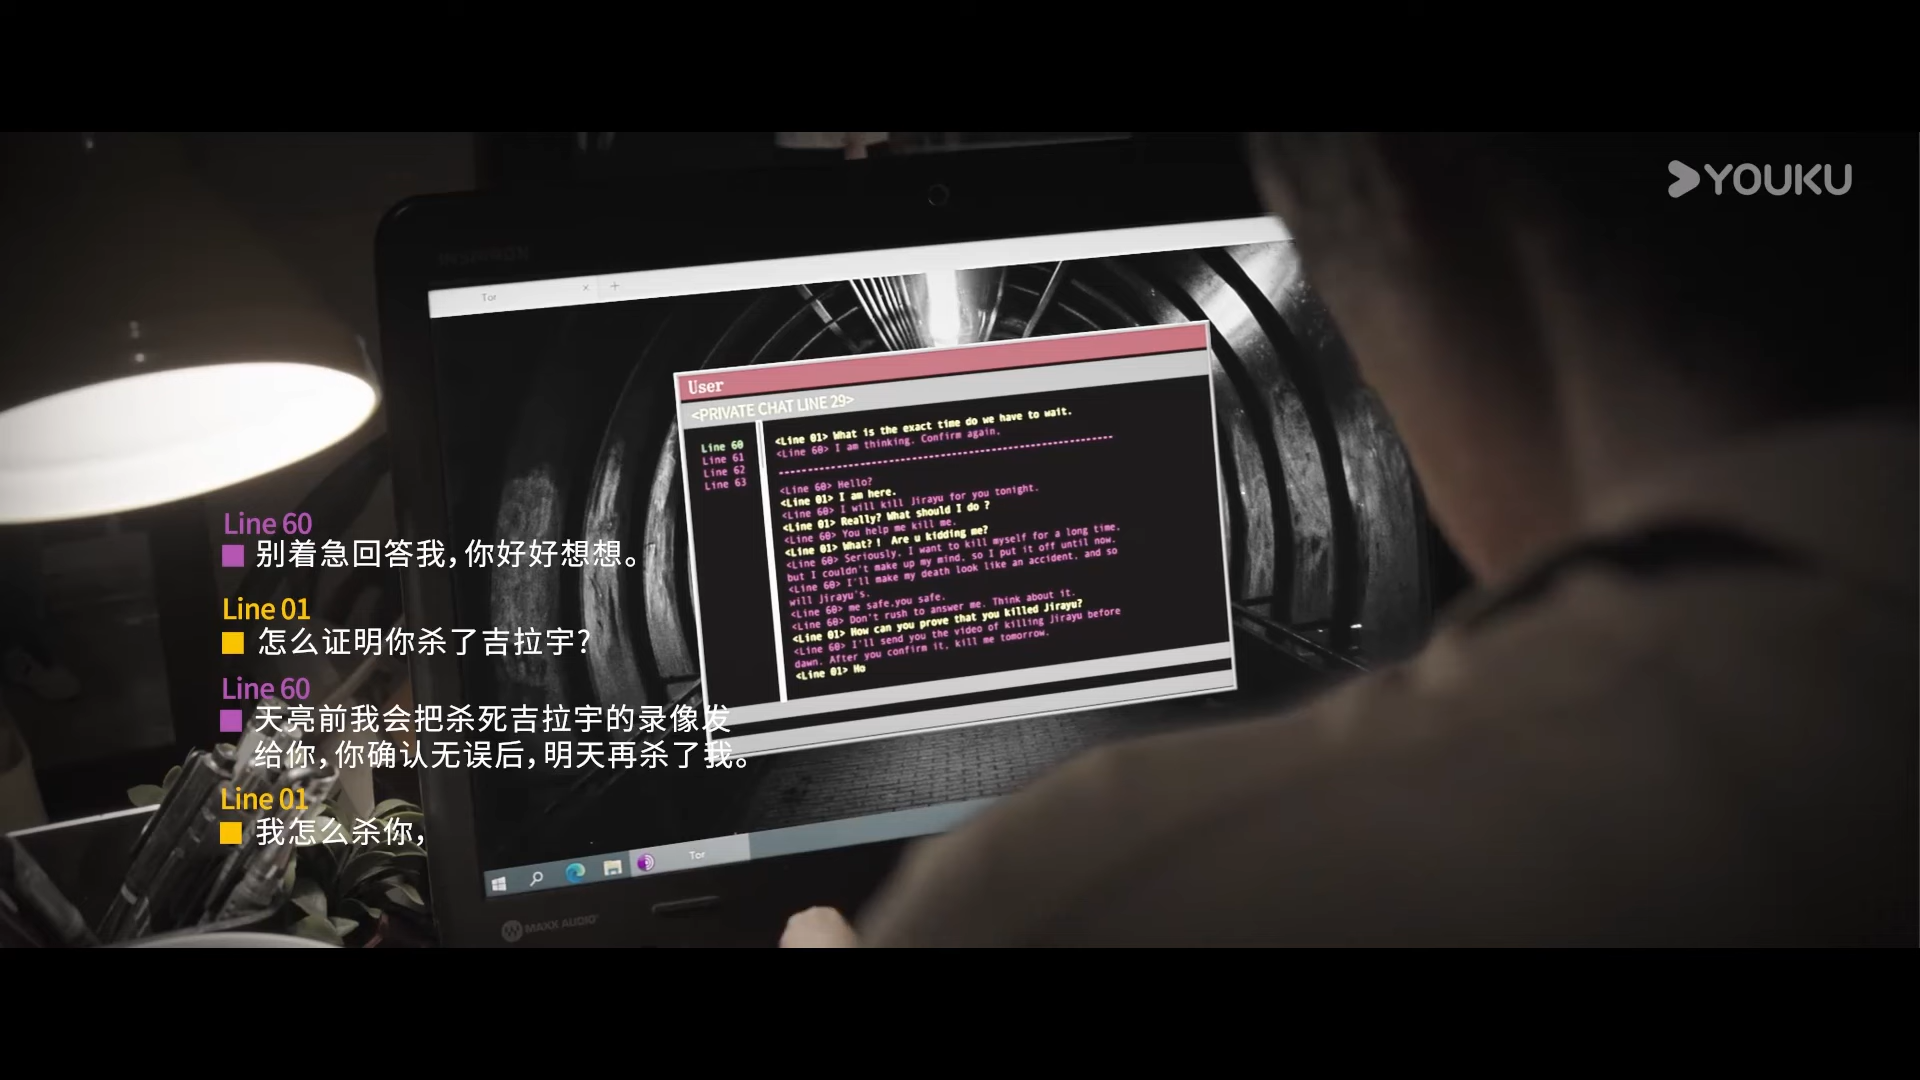 YOUKU
INSPIRON
Tor × +
User
<PRIVATE CHAT LINE 29>
Line 60
Line 61
Line 62
Line 63
<Line 01> What is the exact time do we have to wait.
<Line 60> I am thinking. Confirm again.
<Line 60> Hello?
<Line 01> I am here.
<Line 60> I will kill Jirayu for you tonight.
<Line 01> Really? What should I do ?
<Line 60> You help me kill me.
<Line 01> What?! Are u kidding me?
<Line 60> Seriously. I want to kill myself for a long time.
but I couldn't make up my mind, so I put it off until now.
<Line 60> I'll make my death look like an accident, and so
will Jirayu's.
<Line 60> me safe,you safe.
<Line 60> Don't rush to answer me. Think about it.
<Line 01> How can you prove that you killed Jirayu?
<Line 60> I'll send you the video of killing Jirayu before
dawn. After you confirm it, kill me tomorrow.
<Line 01> Ho
Line 60
别着急回答我，你好好想想。
Line 01
怎么证明你杀了吉拉宇？
Line 60
天亮前我会把杀死吉拉宇的录像发
给你，你确认无误后，明天再杀了我。
Line 01
我怎么杀你，
Tor
MAXX AUDIO